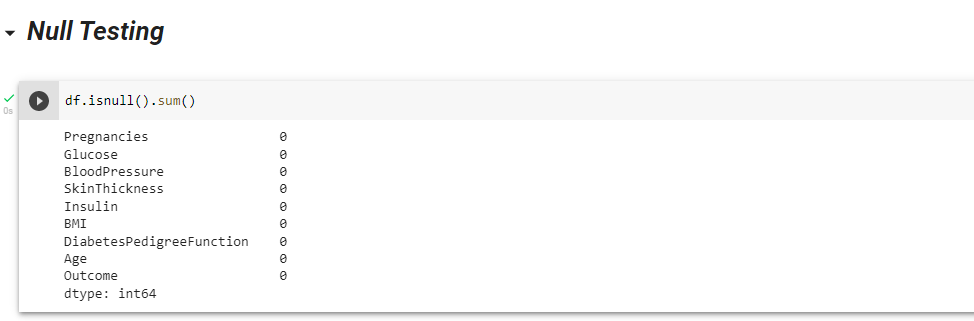 Null Testing
df.isnull().sum()
0s
Pregnancies 0
Glucose 0
BloodPressure 0
SkinThickness 0
Insulin 0
BMI 0
DiabetesPedigreeFunction 0
Age 0
Outcome 0
dtype: int64